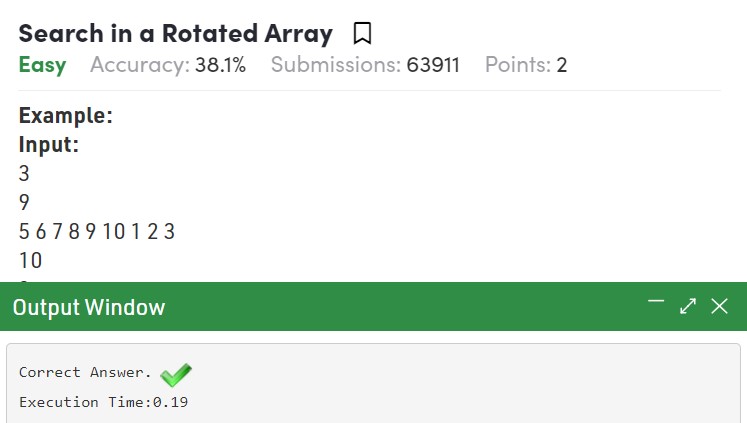 Search in a Rotated Array
Easy Accuracy: 38.1% Submissions: 63911 Points: 2
Example:
Input:
3
9
5 6 7 8 9 10 1 2 3
10
Output Window
Correct Answer.
Execution Time:0.19